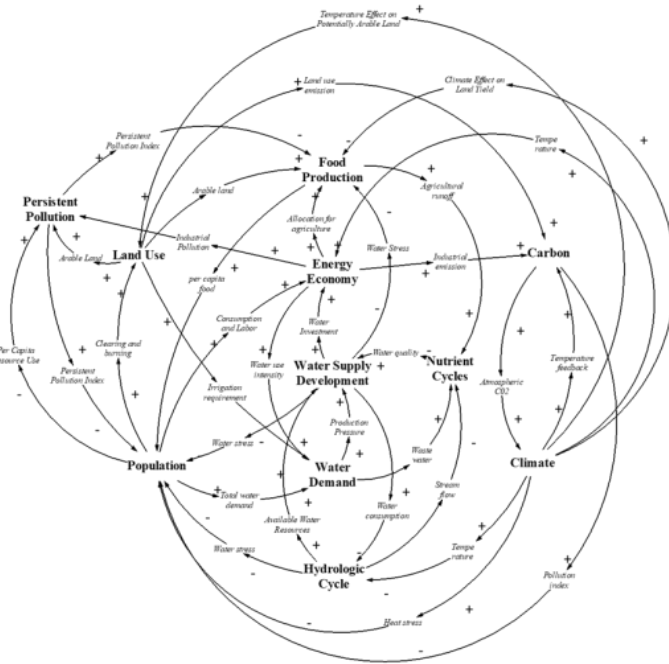 Temperature Effect on
Potentially Arable Land
+
+
Land use
emission
Climate Effect on
Land Yield
Persistent
Pollution Index
+
-
-
+
Food
Production
Tempe
rature
+
+
+
Arable land
Agricultural
runoff
+
Persistent
Pollution
+
Allocation for
agriculture
-
+
+
+
Arable Land
Land Use
Industrial
Pollution
+
+
Water Stress
Energy
Economy
+
Industrial
emission
+
Carbon
+
+
per capita
food
+
+
+
Consumption
and Labor
Water
Investment
-
+
+
+
Per Capita
Resource Use
+
Clearing and
burning
Persistent
Pollution Index
+
+
Water use
intensity
Water Supply
Development
Water quality
-
+
Nutrient
Cycles
Temperature
feedback
Atmospheric
CO2
-
+
Irrigation
requirement
+
Production
Pressure
+
+
+
-
Water stress
-
+
-
Waste
water
Population
+
Water
Demand
+
Climate
+
Total water
demand
+
Stream
flow
-
+
Available Water
Resources
Water
consumption
+
+
Water stress
-
-
Hydrologic
Cycle
Tempe
rature
+
Pollution
index
-
-
+
Heat stress
-